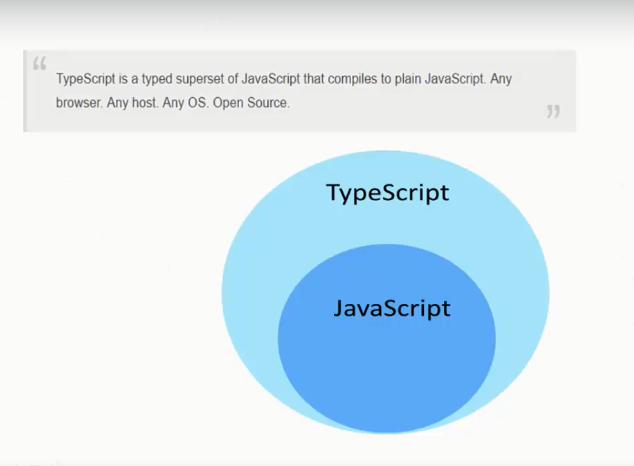 “
TypeScript is a typed superset of JavaScript that compiles to plain JavaScript. Any
browser. Any host. Any OS. Open Source.
”
TypeScript
JavaScript